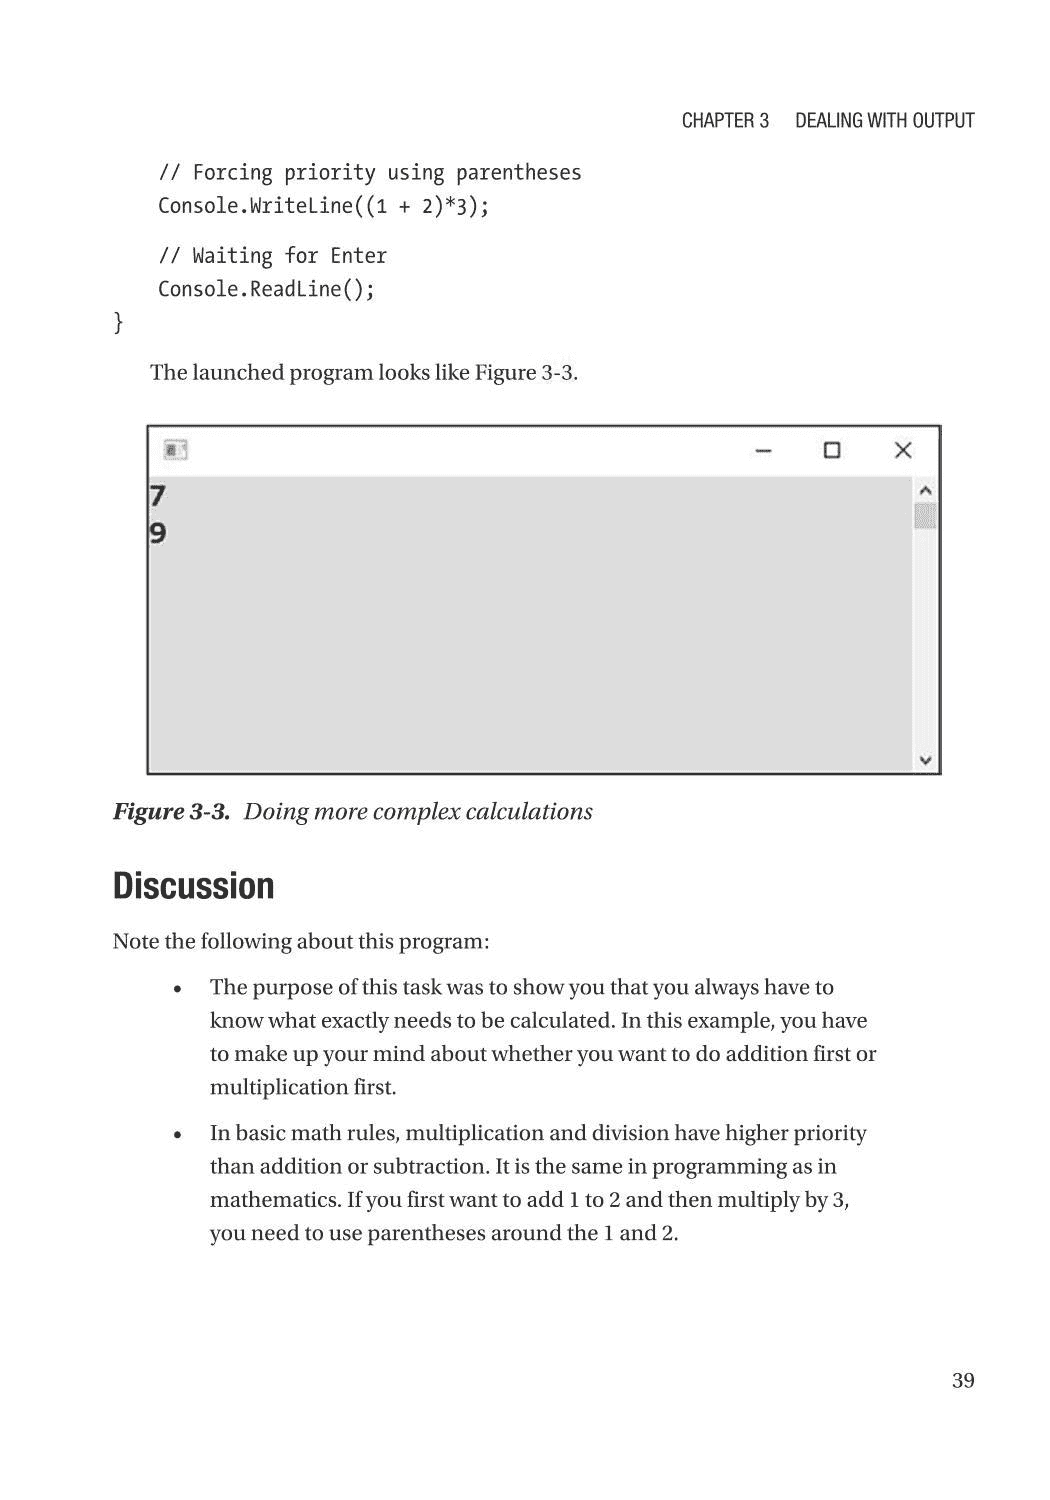 CHAPTER 3 DEALING WITH OUTPUT
// Forcing priority using parentheses
Console.WriteLine((1 + 2)*3);
// Waiting for Enter
Console.ReadLine();
}
The launched program looks like Figure 3-3.
7
9
Figure 3-3. Doing more complex calculations
Discussion
Note the following about this program:
• The purpose of this task was to show you that you always have to
know what exactly needs to be calculated. In this example, you have
to make up your mind about whether you want to do addition first or
multiplication first.
• In basic math rules, multiplication and division have higher priority
than addition or subtraction. It is the same in programming as in
mathematics. If you first want to add 1 to 2 and then multiply by 3,
you need to use parentheses around the 1 and 2.
39